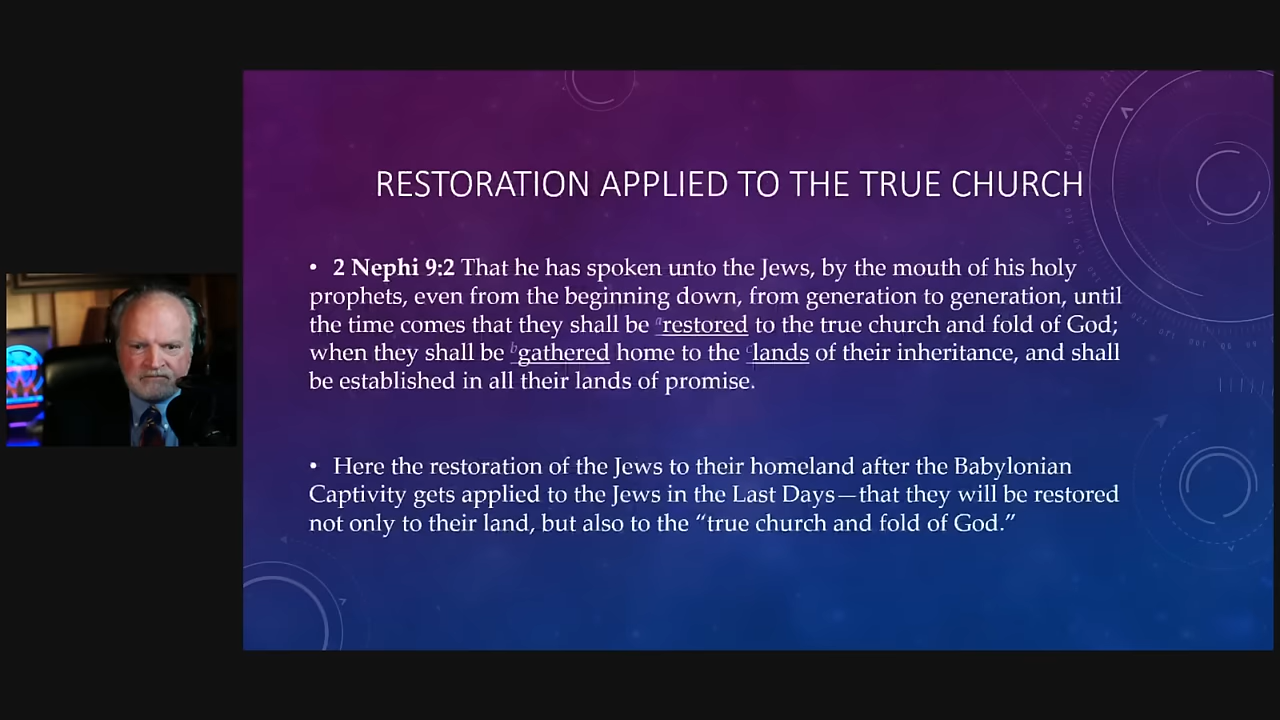 RESTORATION APPLIED TO THE TRUE CHURCH
• 2 Nephi 9:2 That he has spoken unto the Jews, by the mouth of his holy
prophets, even from the beginning down, from generation to generation, until
the time comes that they shall be a restored to the true church and fold of God;
when they shall be b gathered home to the c lands of their inheritance, and shall
be established in all their lands of promise.
• Here the restoration of the Jews to their homeland after the Babylonian
Captivity gets applied to the Jews in the Last Days—that they will be restored
not only to their land, but also to the “true church and fold of God.”